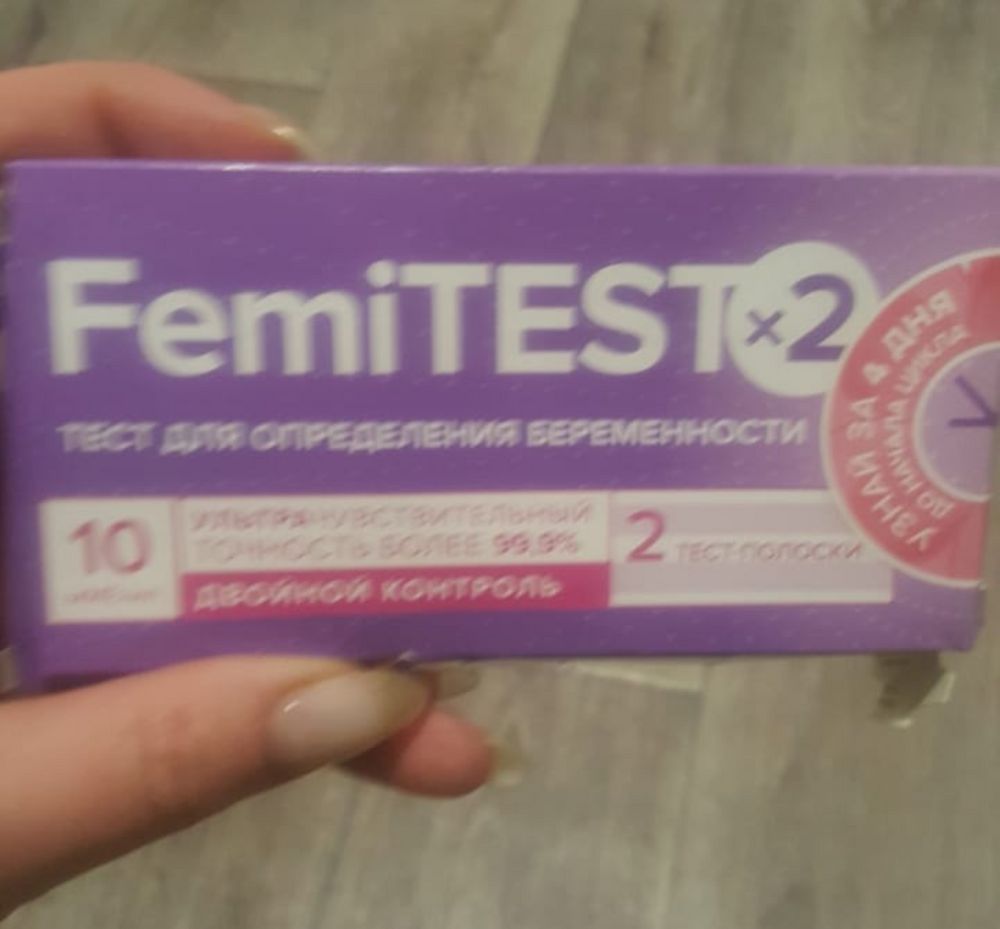 FemiTEST ×2
ТЕСТ ДЛЯ ОПРЕДЕЛЕНИЯ БЕРЕМЕННОСТИ
УЗНАЙ ЗА 4 ДНЯ
ДО НАЧАЛА ЦИКЛА
10
УЛЬТРАЧУВСТВИТЕЛЬНЫЙ
ТОЧНОСТЬ БОЛЕЕ 99.9%
ДВОЙНОЙ КОНТРОЛЬ
2 ТЕСТ-ПОЛОСКИ